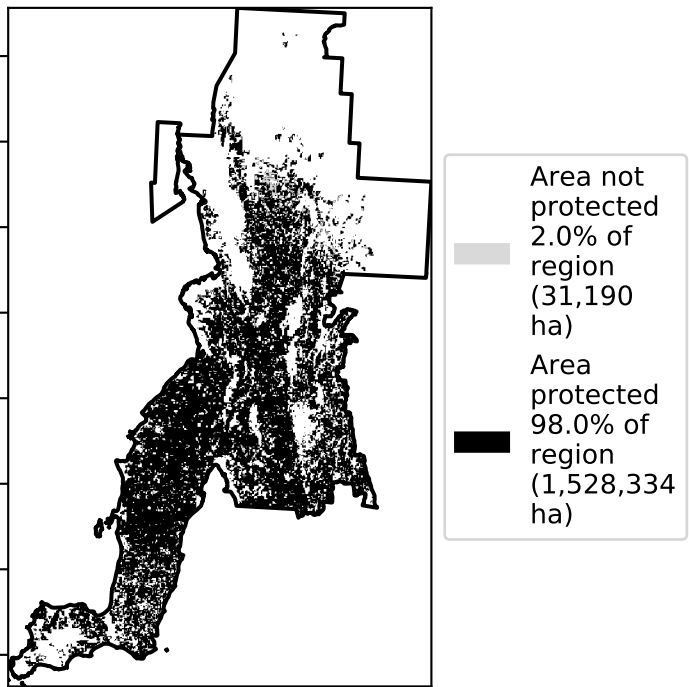 Area not
protected
2.0% of
region
(31,190
ha)
Area
protected
98.0% of
region
(1,528,334
ha)